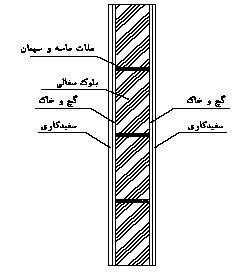 ملات ماسه و سیمان
بلوک سفالی
گچ و خاک
گچ و خاک
سفیدکاری
سفیدکاری